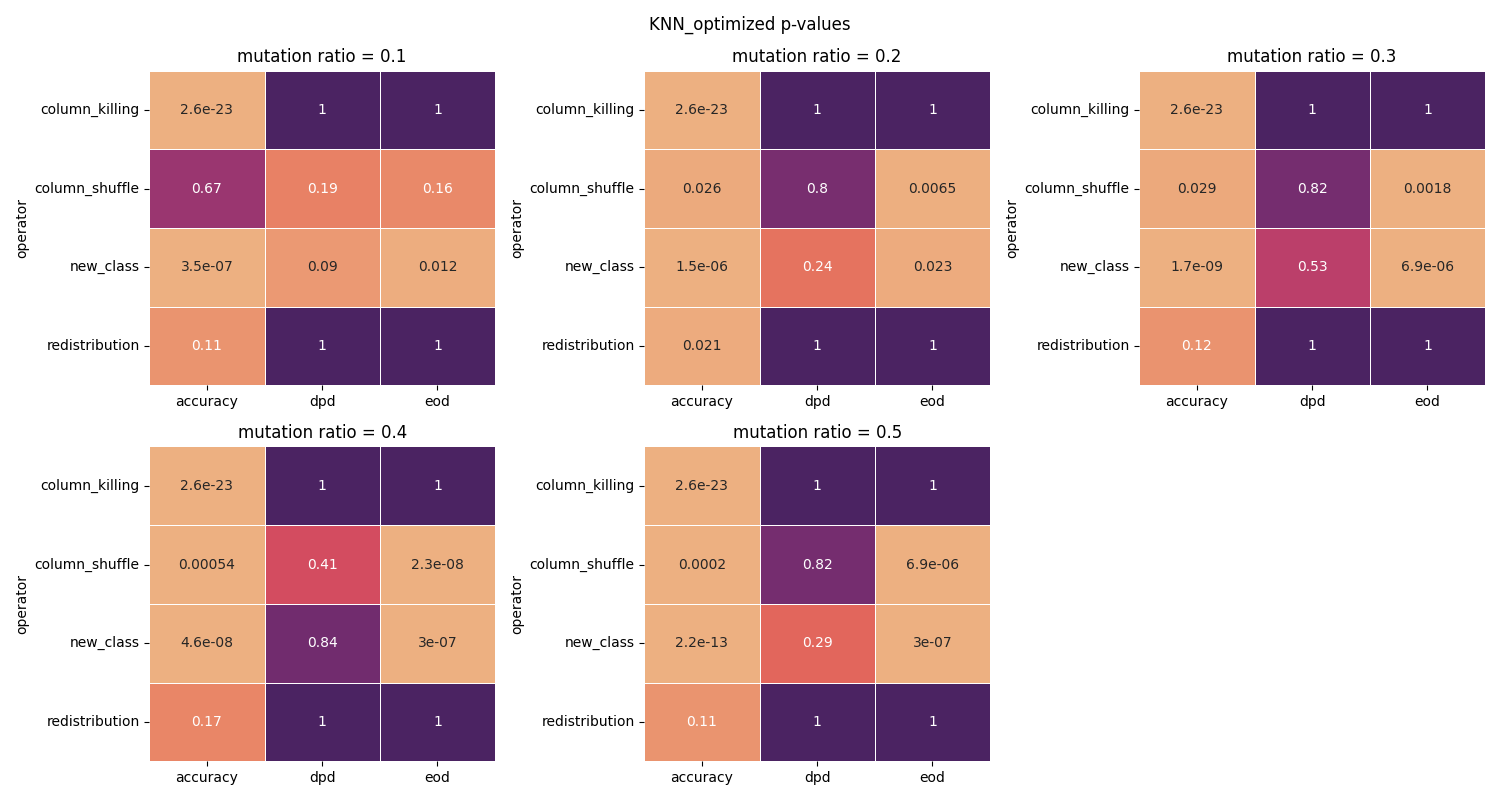 KNN_optimized p-values
mutation ratio = 0.1
operator
column_killing 2.6e-23 1 1
column_shuffle 0.67 0.19 0.16
new_class 3.5e-07 0.09 0.012
redistribution 0.11 1 1
accuracy dpd eod
mutation ratio = 0.2
operator
column_killing 2.6e-23 1 1
column_shuffle 0.026 0.8 0.0065
new_class 1.5e-06 0.24 0.023
redistribution 0.021 1 1
accuracy dpd eod
mutation ratio = 0.3
operator
column_killing 2.6e-23 1 1
column_shuffle 0.029 0.82 0.0018
new_class 1.7e-09 0.53 6.9e-06
redistribution 0.12 1 1
accuracy dpd eod
mutation ratio = 0.4
operator
column_killing 2.6e-23 1 1
column_shuffle 0.00054 0.41 2.3e-08
new_class 4.6e-08 0.84 3e-07
redistribution 0.17 1 1
accuracy dpd eod
mutation ratio = 0.5
operator
column_killing 2.6e-23 1 1
column_shuffle 0.0002 0.82 6.9e-06
new_class 2.2e-13 0.29 3e-07
redistribution 0.11 1 1
accuracy dpd eod